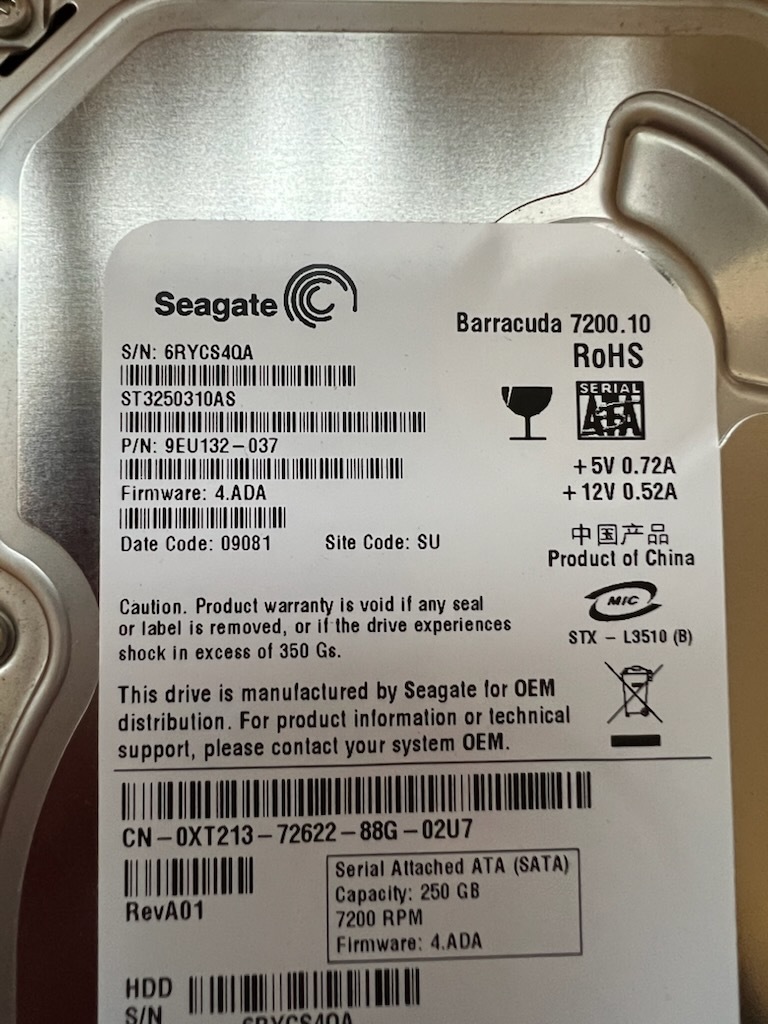 Seagate
Barracuda 7200.10
S/N: 6RYCS4QA
RoHS
ST3250310AS
SERIAL
ATA
P/N: 9EU132-037
+5V 0.72A
Firmware: 4.ADA
+12V 0.52A
Date Code: 09081 Site Code: SU
中国产品
Product of China
Caution. Product warranty is void if any seal
or label is removed, or if the drive experiences
shock in excess of 350 Gs.
MIC
STX - L3510 (B)
This drive is manufactured by Seagate for OEM
distribution. For product information or technical
support, please contact your system OEM.
CN-0XT213-72622-88G-02U7
Serial Attached ATA (SATA)
Capacity: 250 GB
7200 RPM
Firmware: 4.ADA
RevA01
HDD
S/N
6RYCS4QA